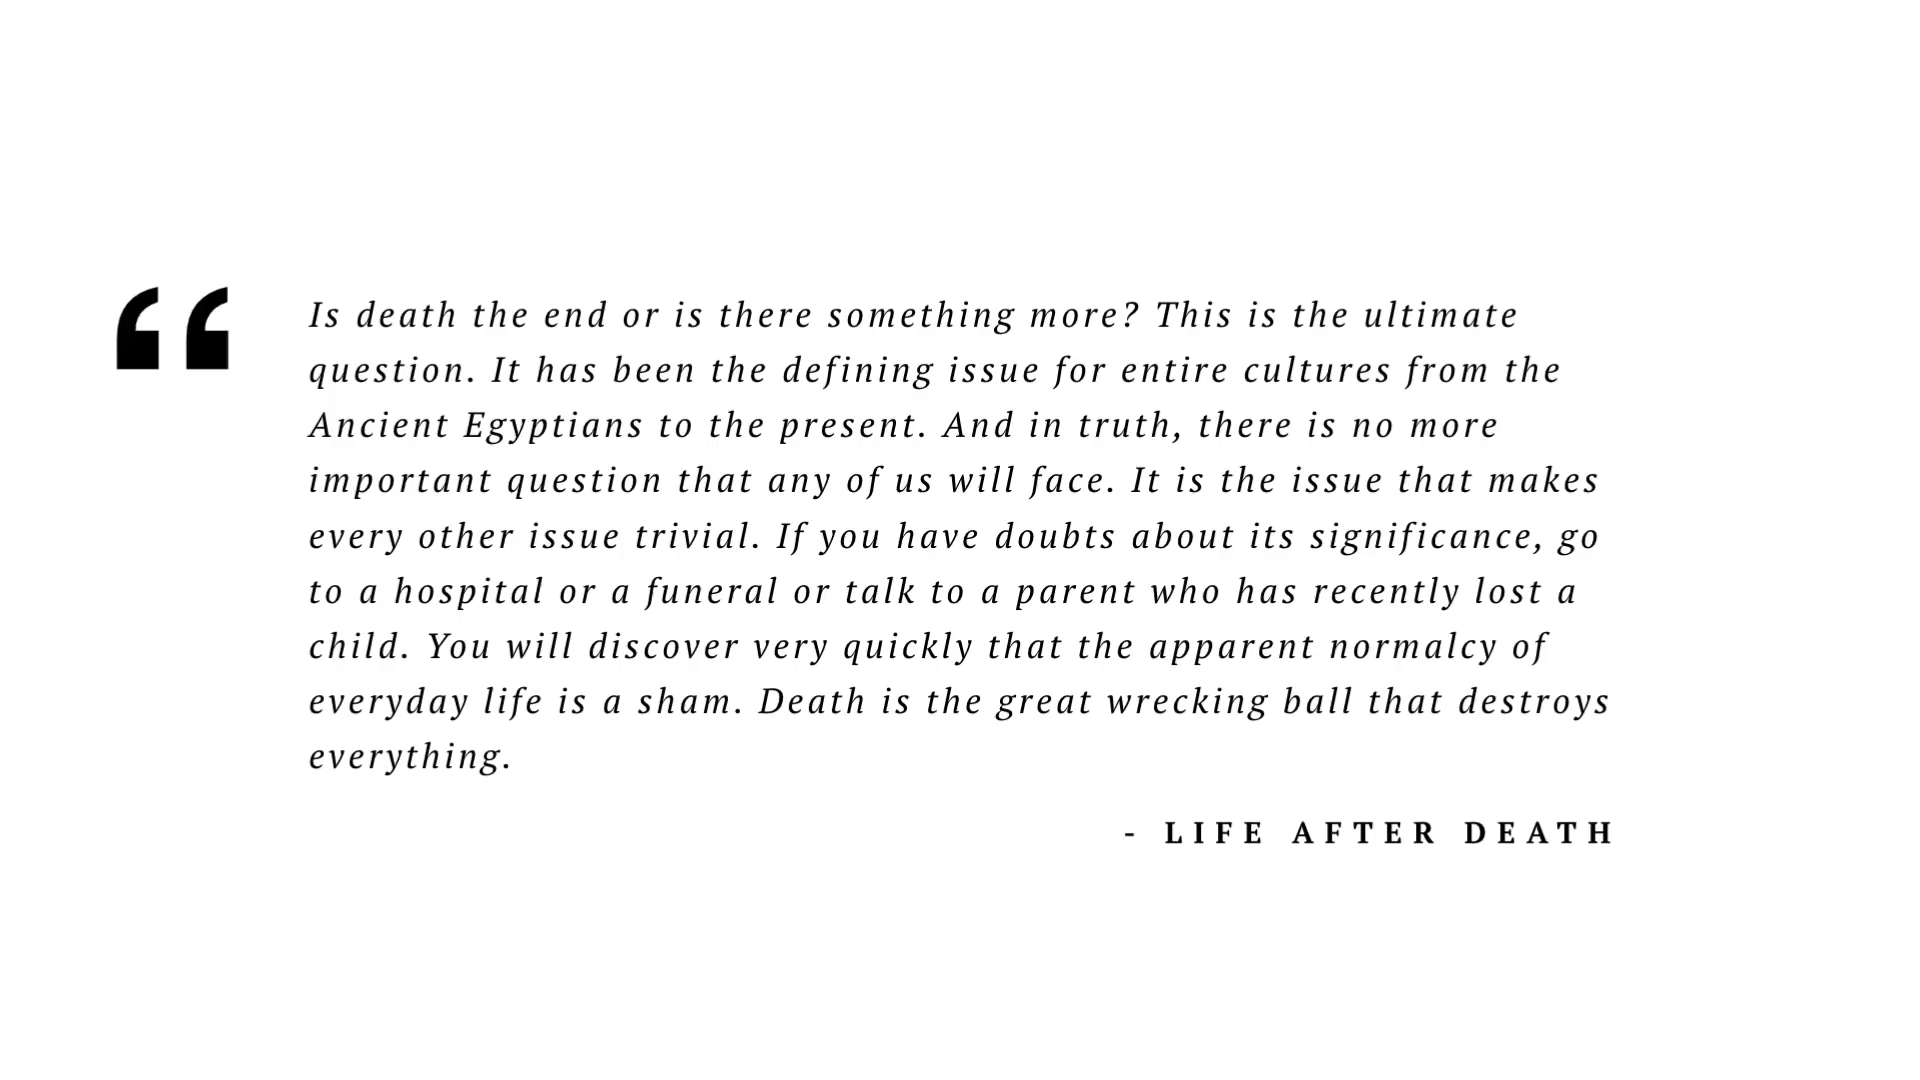 “
Is death the end or is there something more? This is the ultimate
question. It has been the defining issue for entire cultures from the
Ancient Egyptians to the present. And in truth, there is no more
important question that any of us will face. It is the issue that makes
every other issue trivial. If you have doubts about its significance, go
to a hospital or a funeral or talk to a parent who has recently lost a
child. You will discover very quickly that the apparent normalcy of
everyday life is a sham. Death is the great wrecking ball that destroys
everything.
- LIFE AFTER DEATH